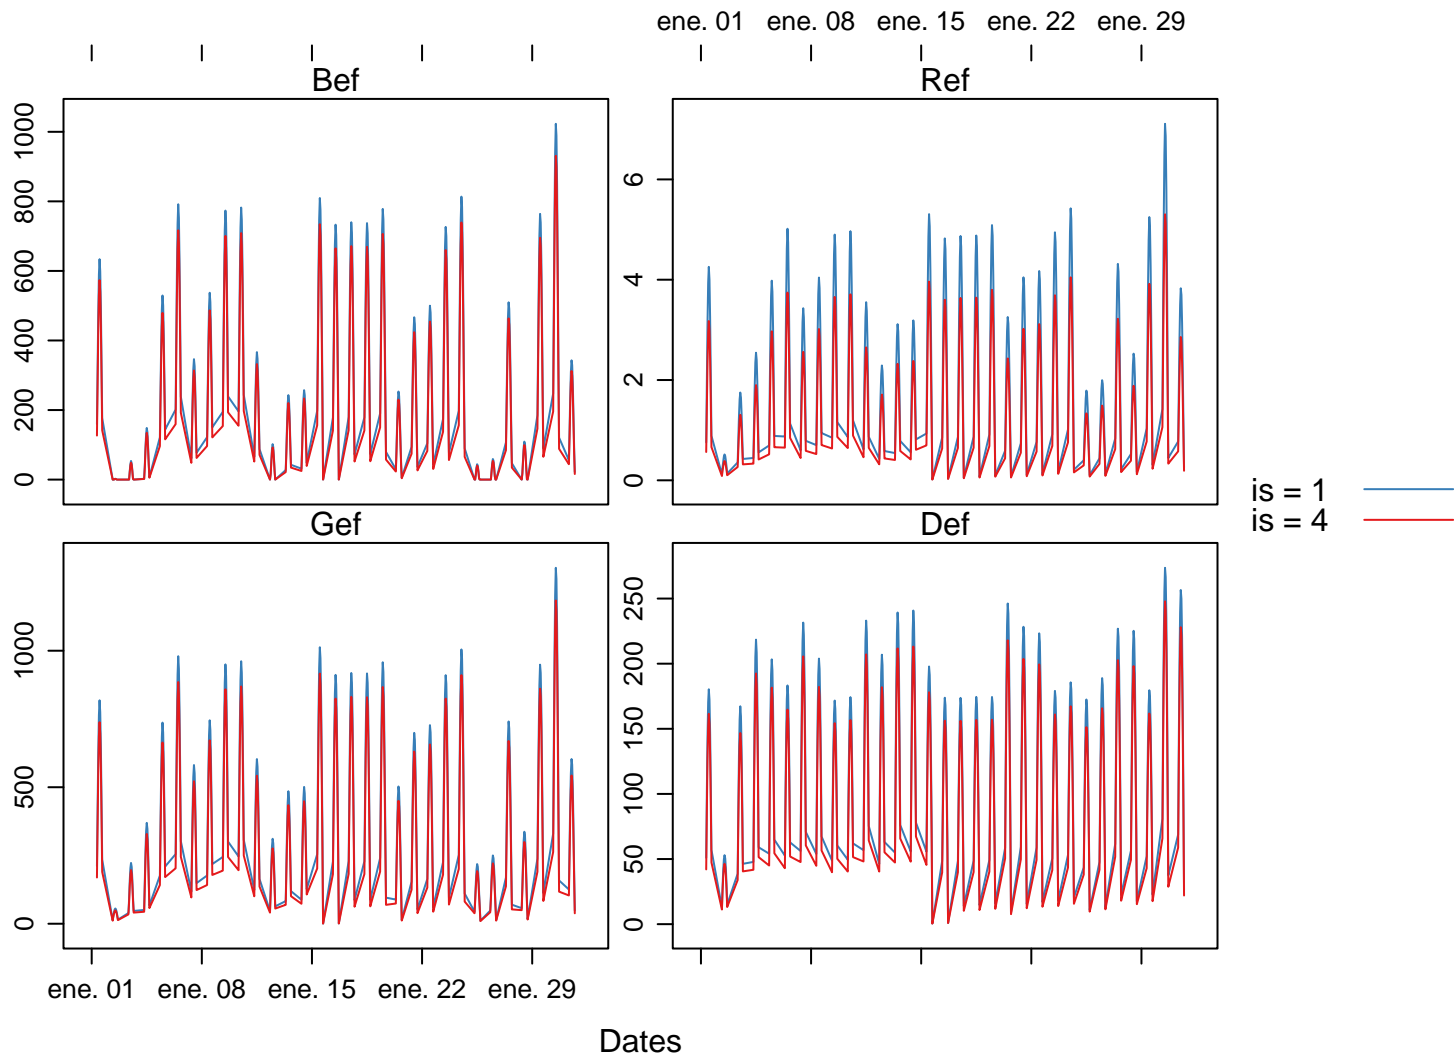 ene. 01 ene. 08 ene. 15 ene. 22 ene. 29
Bef
Ref
1000
800
600
400
200
0
6
4
2
0
Gef
Def
1000
500
0
250
200
150
100
50
0
is = 1
is = 4
ene. 01 ene. 08 ene. 15 ene. 22 ene. 29
Dates